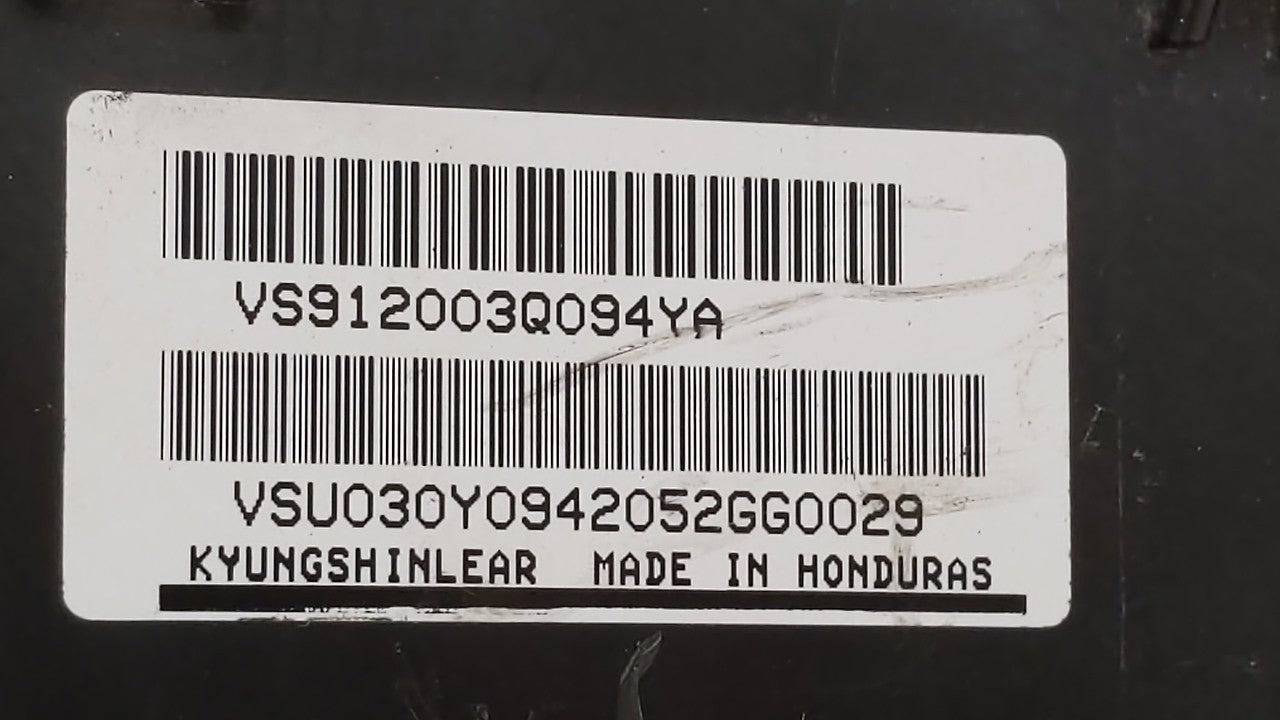 VS912003Q094YA
VSU030Y0942052GG0029
KYUNGSHINLEAR MADE IN HONDURAS